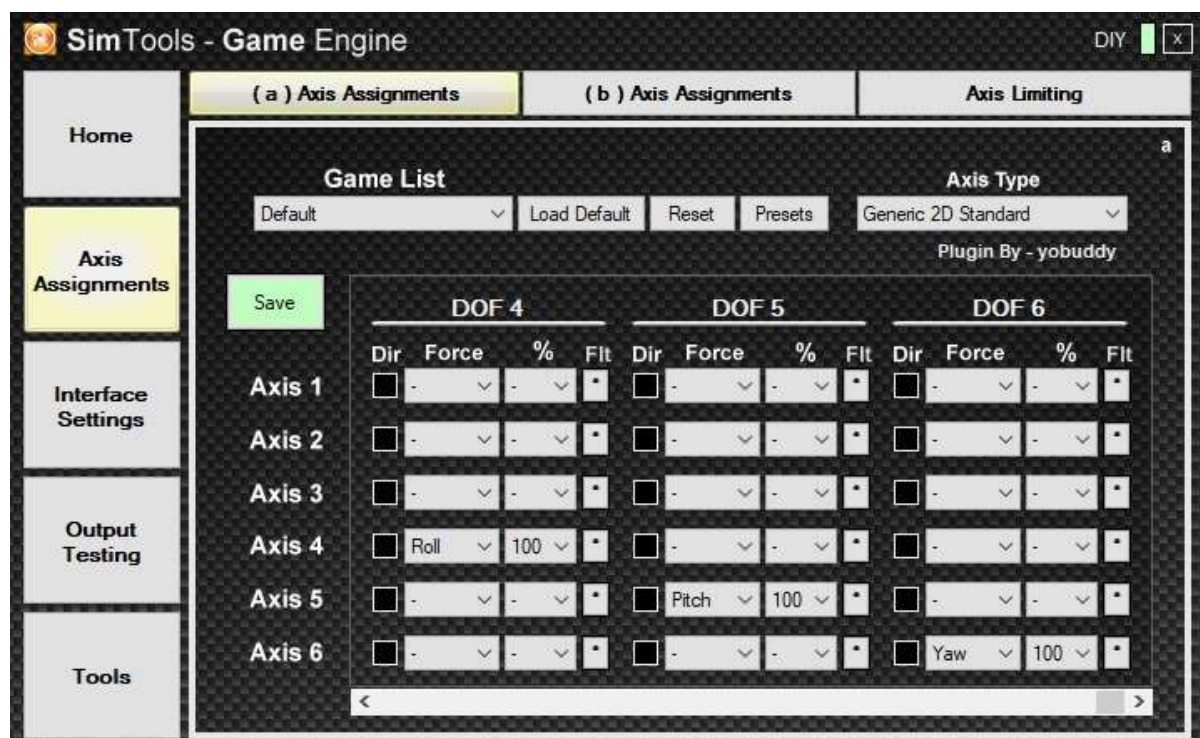 SimTools - Game Engine DIY x
( a ) Axis Assignments ( b ) Axis Assignments Axis Limiting
Home
a
Game List Axis Type
Default Load Default Reset Presets Generic 2D Standard
Plugin By - yobuddy
Axis
Assignments
Save
DOF 4 DOF 5 DOF 6
Dir Force % Flt Dir Force % Flt Dir Force % Flt
Axis 1 - - * - - * - - *
Interface
Settings
Axis 2 - - * - - * - - *
Axis 3 - - * - - * - - *
Output
Testing
Axis 4 Roll 100 * - - * - - *
Axis 5 - - * Pitch 100 * - - *
Axis 6 - - * - - * Yaw 100 *
Tools